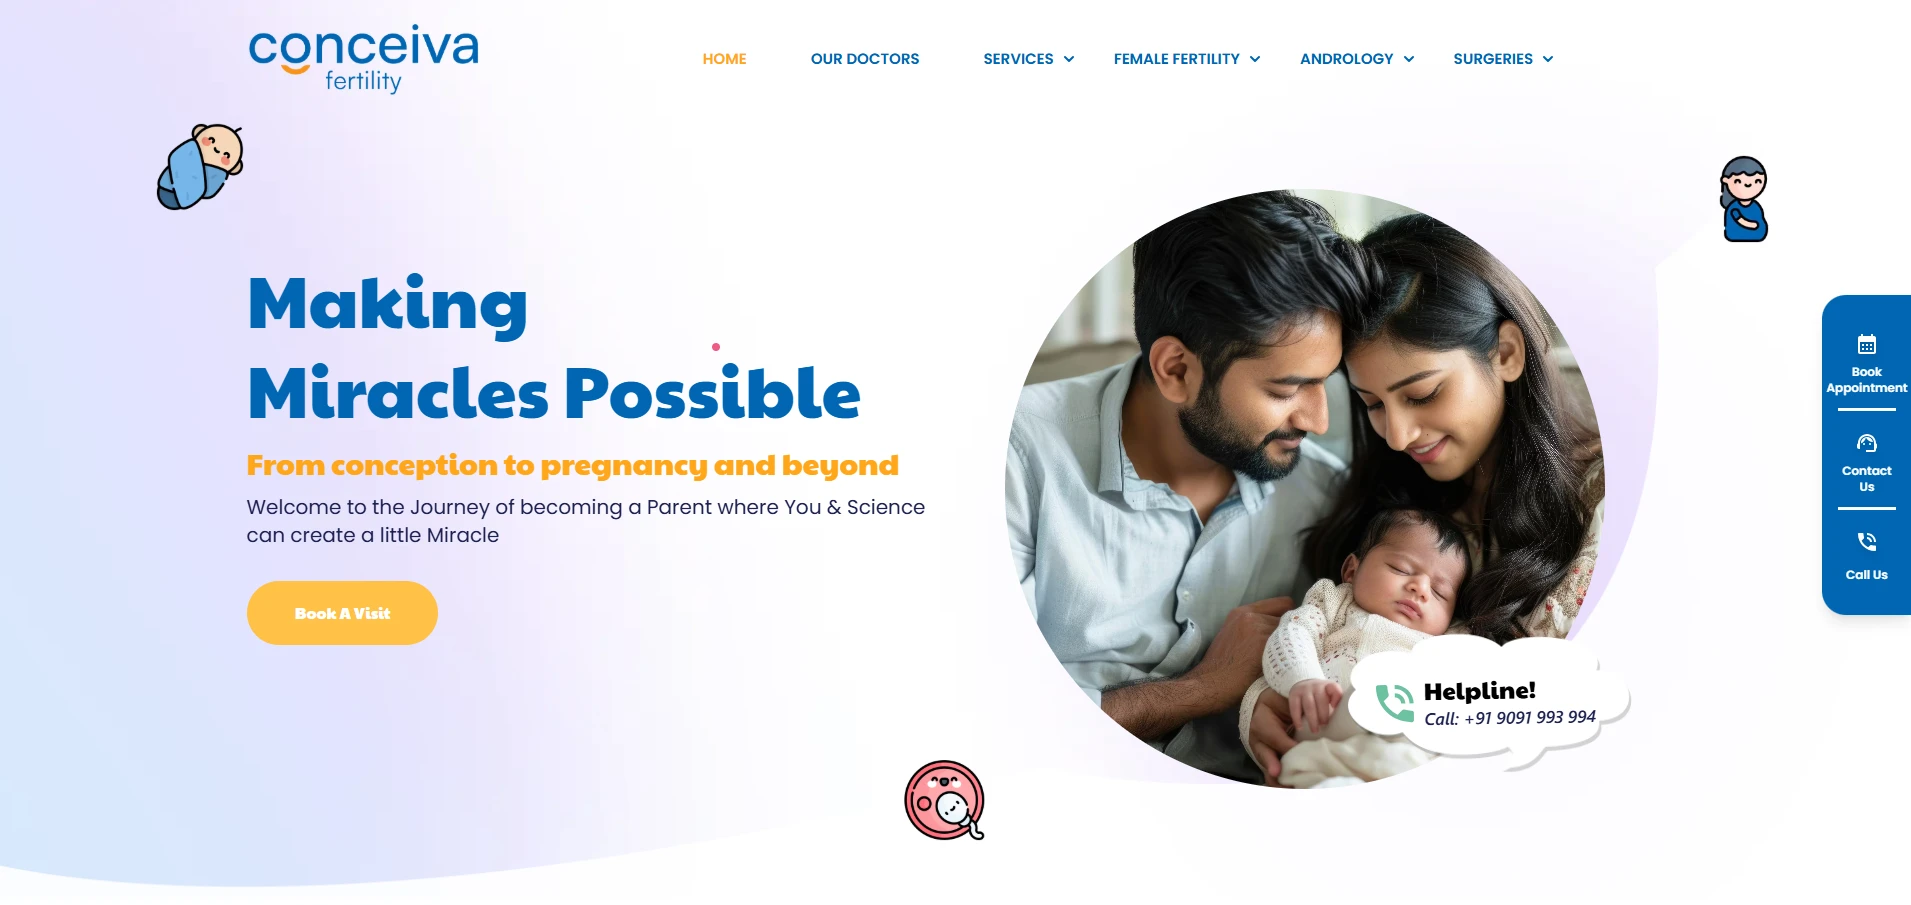 conceiva
fertility
HOME
OUR DOCTORS
SERVICES
FEMALE FERTILITY
ANDROLOGY
SURGERIES
Making
Miracles Possible
From conception to pregnancy and beyond
Welcome to the Journey of becoming a Parent where You & Science
can create a little Miracle
Book A Visit
Helpline!
Call: +91 9091 993 994
Book
Appointment
Contact
Us
Call Us